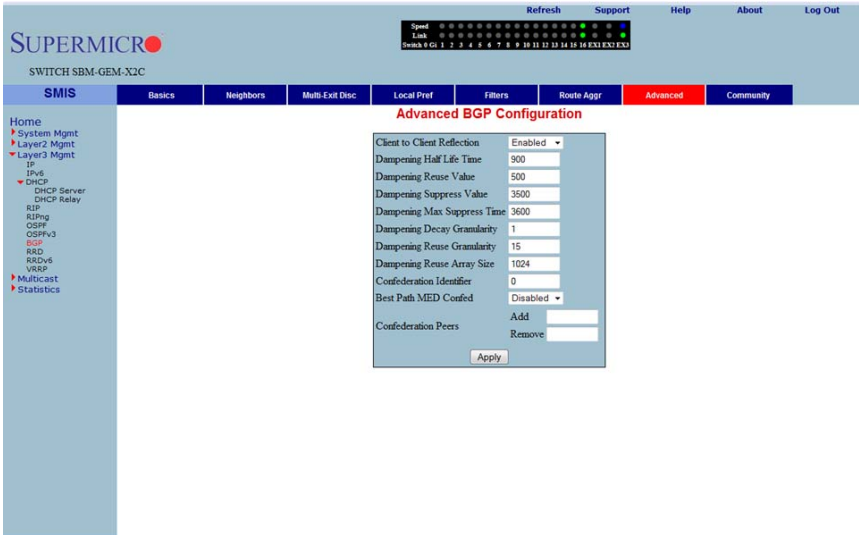 Refresh Support Help About Log Out
SUPERMICRO
Speed
Link
Switch 0 Gi 1 2 3 4 5 6 7 8 9 10 11 12 13 14 15 16 EX1 EX2 EX3
SWITCH SBM-GEM-X2C
SMIS Basics Neighbors Multi-Exit Disc Local Pref Filters Route Aggr Advanced Community
Home
System Mgmt
Layer2 Mgmt
Layer3 Mgmt
IP
IPv6
DHCP
DHCP Server
DHCP Relay
RIP
RIPng
OSPF
OSPFv3
BGP
RRD
RRDv6
VRRP
Multicast
Statistics
Advanced BGP Configuration
Client to Client Reflection Enabled
Dampening Half Life Time 900
Dampening Reuse Value 500
Dampening Suppress Value 3500
Dampening Max Suppress Time 3600
Dampening Decay Granularity 1
Dampening Reuse Granularity 15
Dampening Reuse Array Size 1024
Confederation Identifier 0
Best Path MED Confed Disabled
Confederation Peers
Add
Remove
Apply